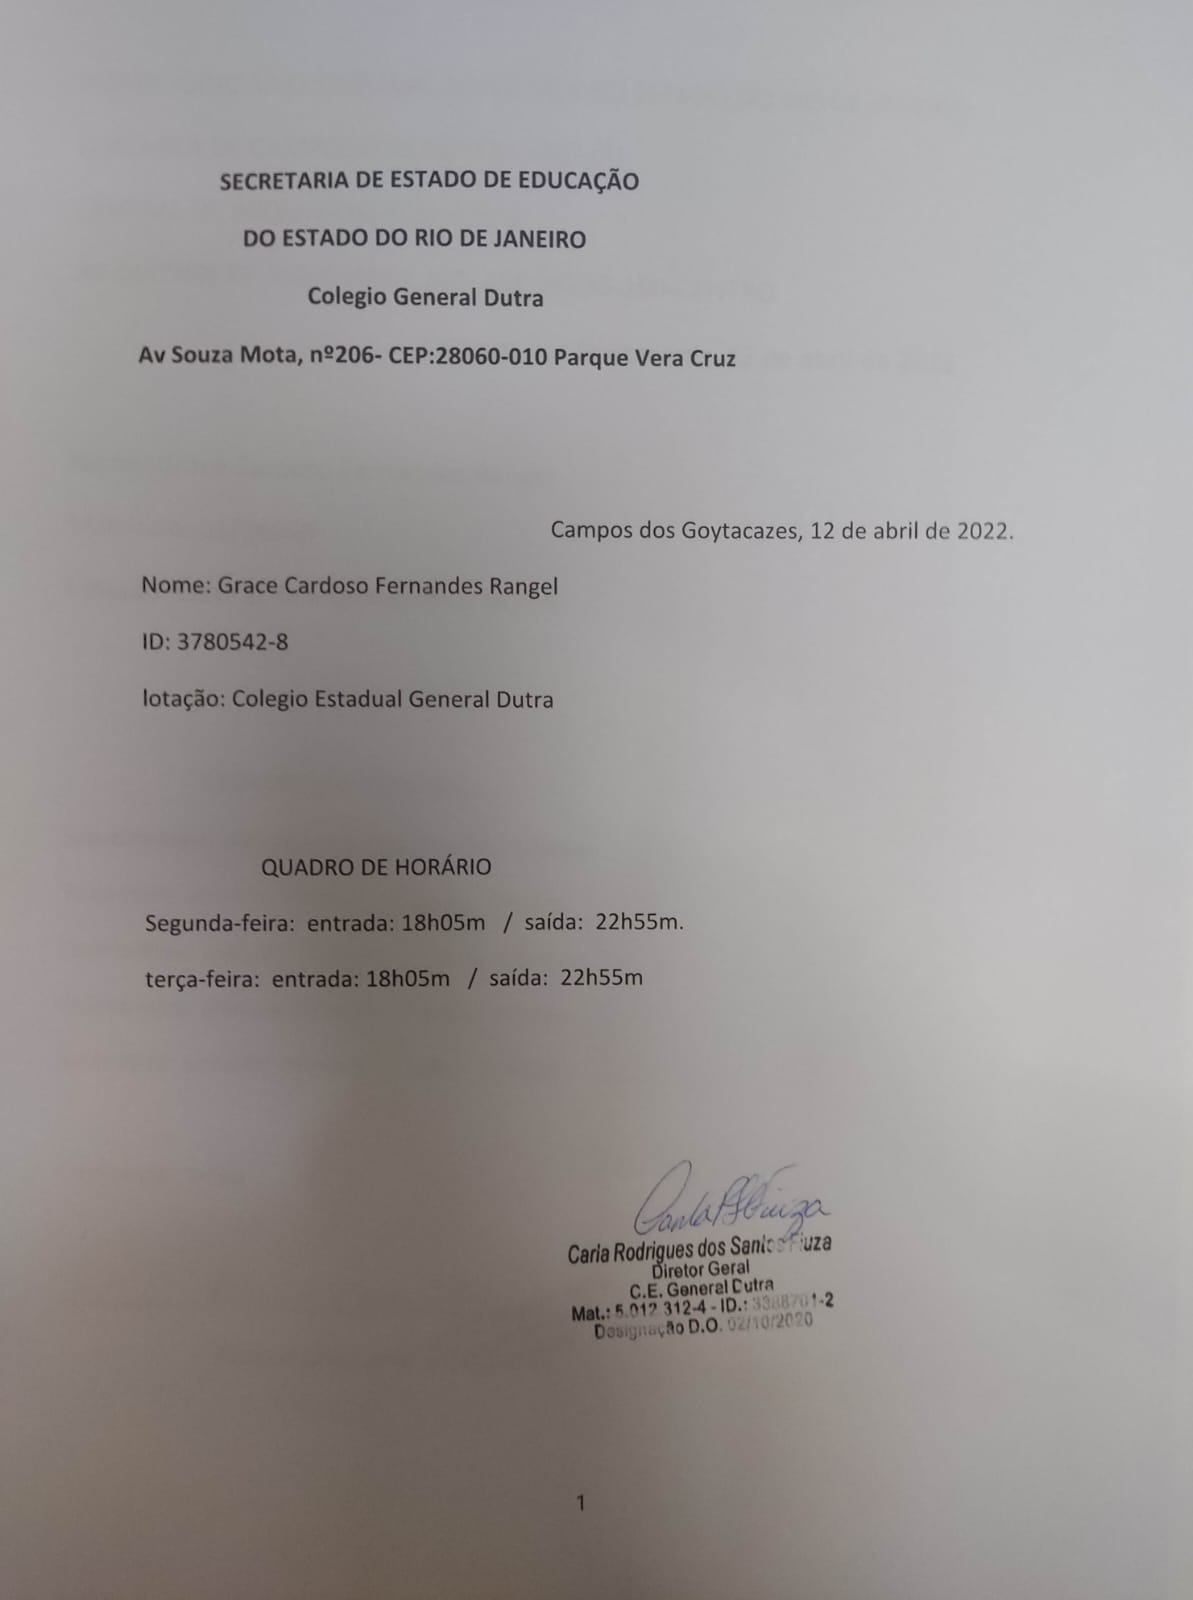 SECRETARIA DE ESTADO DE EDUCAÇÃO
DO ESTADO DO RIO DE JANEIRO
Colegio General Dutra
Av Souza Mota, nº206- CEP:28060-010 Parque Vera Cruz
Campos dos Goytacazes, 12 de abril de 2022.
Nome: Grace Cardoso Fernandes Rangel
ID: 3780542-8
lotação: Colegio Estadual General Dutra
QUADRO DE HORÁRIO
Segunda-feira: entrada: 18h05m / saída: 22h55m.
terça-feira: entrada: 18h05m / saída: 22h55m
Carla Rodrigues dos Santos Fiuza
Diretor Geral
C.E. General Dutra
Mat.: 5.012 312-4 - ID.: 3388701-2
Designação D.O. 02/10/2020
1